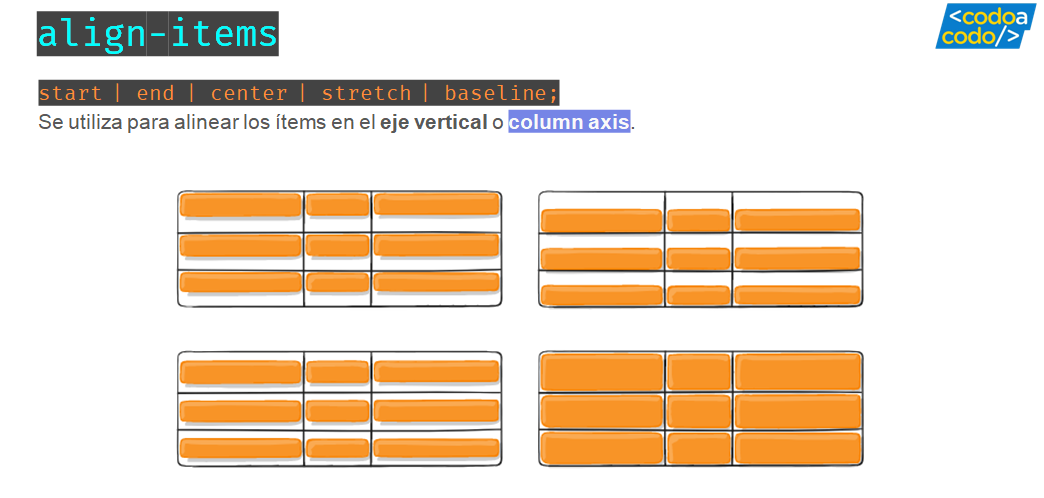 align-items
<codoa
codo/>
start | end | center | stretch | baseline;
Se utiliza para alinear los ítems en el eje vertical o column axis.